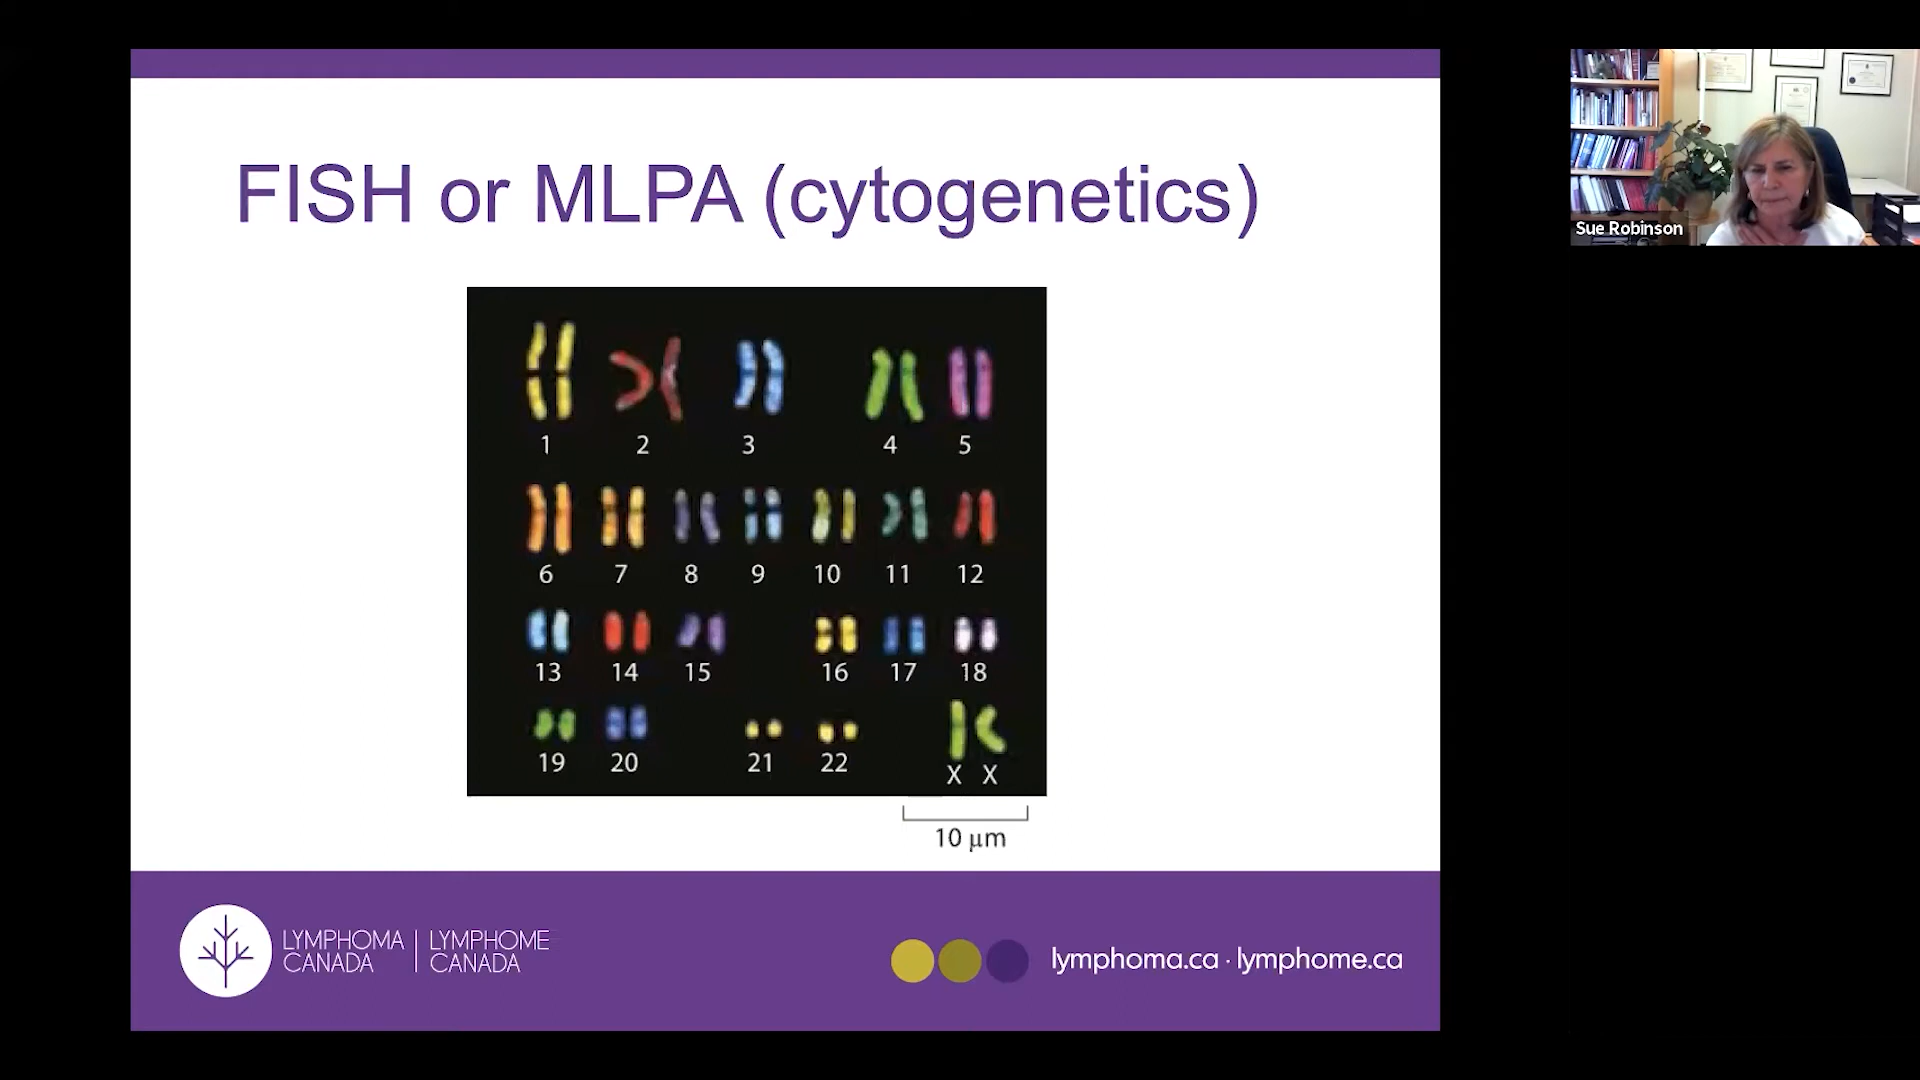 FISH or MLPA (cytogenetics)
1 2 3 4 5
6 7 8 9 10 11 12
13 14 15 16 17 18
19 20 21 22 X X
10 μm
LYMPHOMA CANADA
LYMPHOME CANADA
lymphoma.ca · lymphome.ca
Sue Robinson